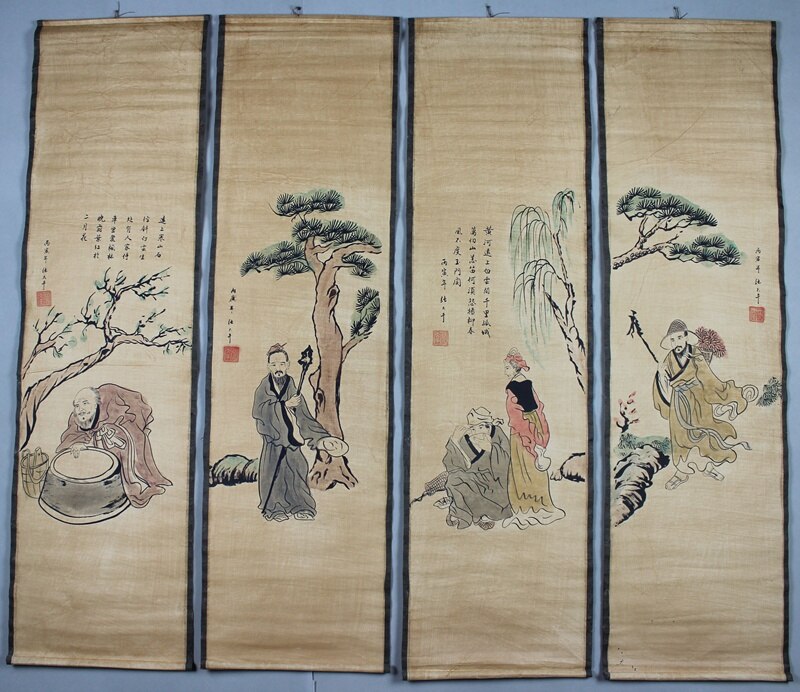 遠上寒山石
徑斜白雲生
處有人家停
車坐愛楓林
晚霜葉紅於
二月花
丙寅年 張大千
丙寅年 張大千
黃河遠上白雲間千里孤城
萬仞山羌笛何須怨楊柳春
風不度玉門關
丙寅年 張大千
丙寅年 張大千